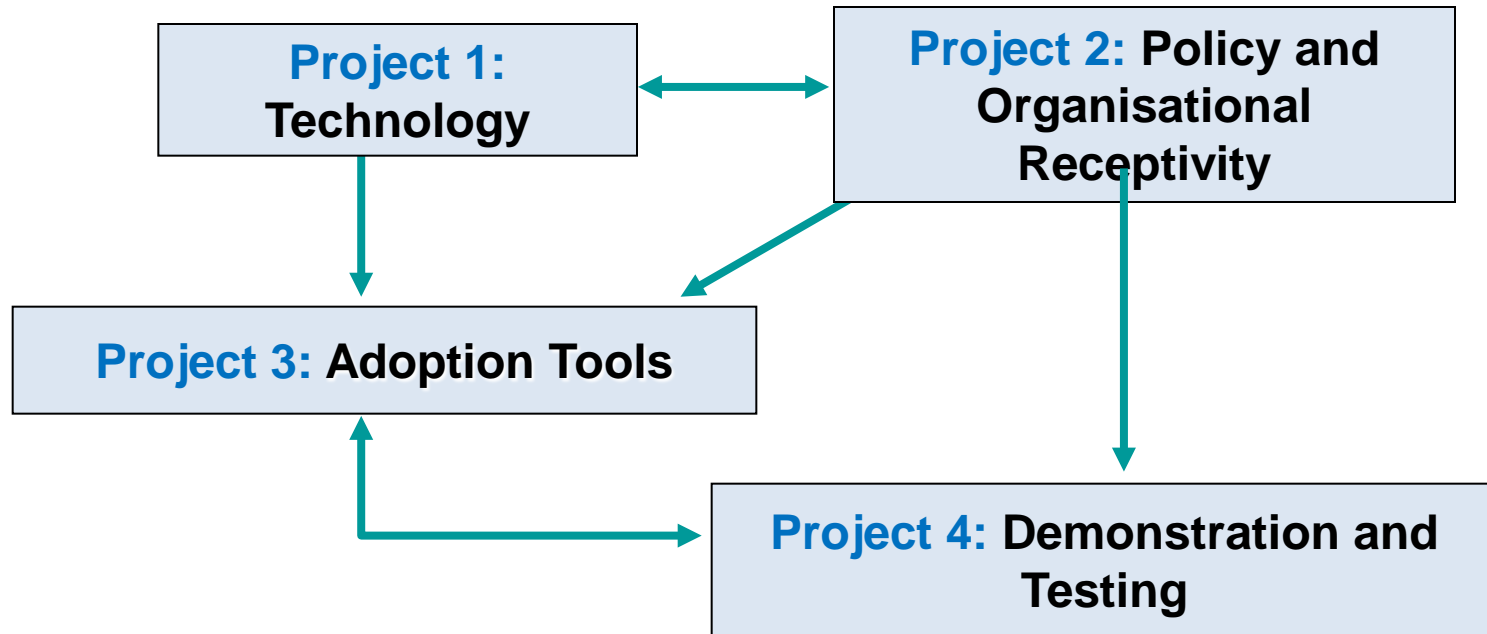 Project 1:
Technology
Project 2: Policy and
Organisational
Receptivity
Project 3: Adoption Tools
Project 4: Demonstration and
Testing